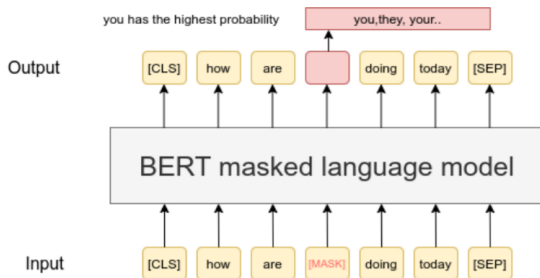 you has the highest probability you,they, your..
Output [CLS] how are doing today [SEP]
BERT masked language model
Input [CLS] how are [MASK] doing today [SEP]